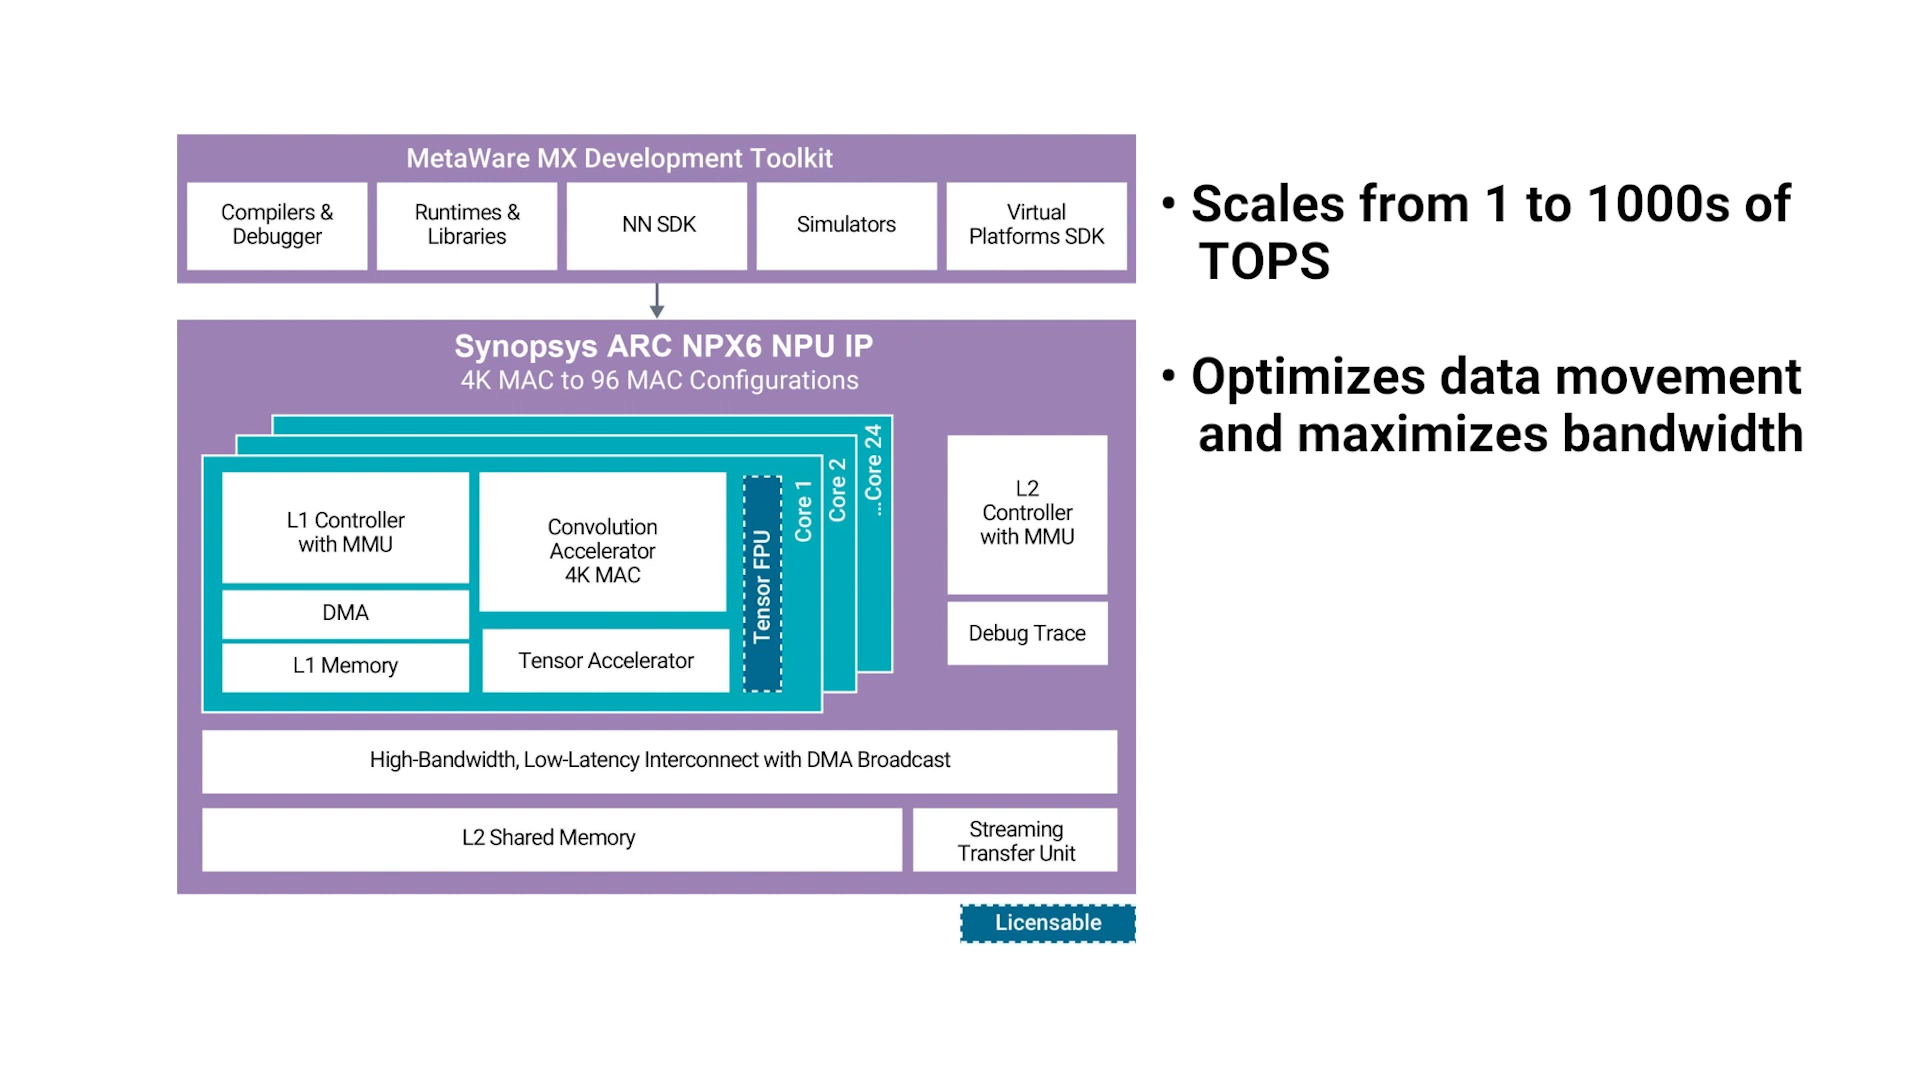 MetaWare MX Development Toolkit
Compilers &
Debugger
Runtimes &
Libraries
NN SDK
Simulators
Virtual
Platforms SDK
Synopsys ARC NPX6 NPU IP
4K MAC to 96 MAC Configurations
L1 Controller
with MMU
DMA
L1 Memory
Convolution
Accelerator
4K MAC
Tensor Accelerator
Tensor FPU
Core 1
Core 2
...Core 24
L2
Controller
with MMU
Debug Trace
High-Bandwidth, Low-Latency Interconnect with DMA Broadcast
L2 Shared Memory
Streaming
Transfer Unit
Licensable
• Scales from 1 to 1000s of
TOPS
• Optimizes data movement
and maximizes bandwidth